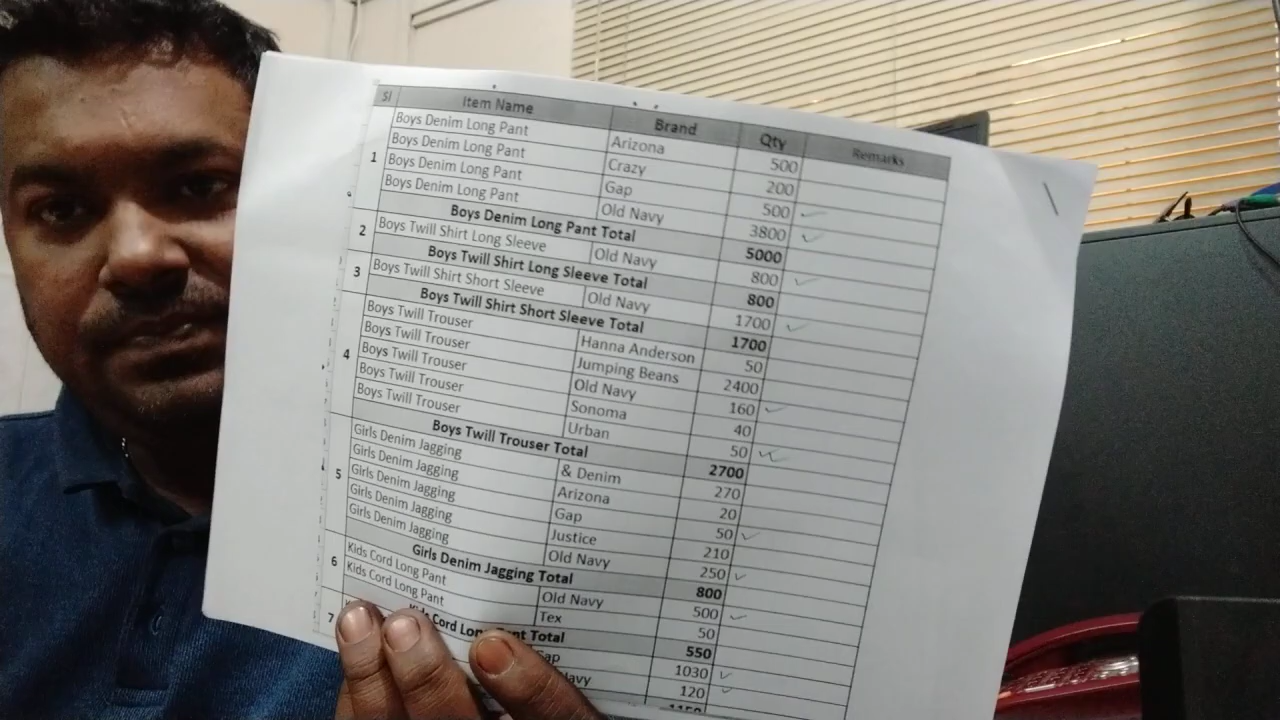 Sl Item Name Brand Qty Remarks
1
Boys Denim Long Pant Arizona 500
Boys Denim Long Pant Crazy 200
Boys Denim Long Pant Gap 500
Boys Denim Long Pant Old Navy 3800
Boys Denim Long Pant Total 5000
2 Boys Twill Shirt Long Sleeve Old Navy 800
Boys Twill Shirt Long Sleeve Total 800
3 Boys Twill Shirt Short Sleeve Old Navy 1700
Boys Twill Shirt Short Sleeve Total 1700
4
Boys Twill Trouser Hanna Anderson 50
Boys Twill Trouser Jumping Beans 2400
Boys Twill Trouser Old Navy 160
Boys Twill Trouser Sonoma 40
Boys Twill Trouser Urban 50
Boys Twill Trouser Total 2700
5
Girls Denim Jagging & Denim 270
Girls Denim Jagging Arizona 20
Girls Denim Jagging Gap 50
Girls Denim Jagging Justice 210
Girls Denim Jagging Old Navy 250
Girls Denim Jagging Total 800
6
Kids Cord Long Pant Old Navy 500
Kids Cord Long Pant Tex 50
Cord Long Total 550
7
1030
120